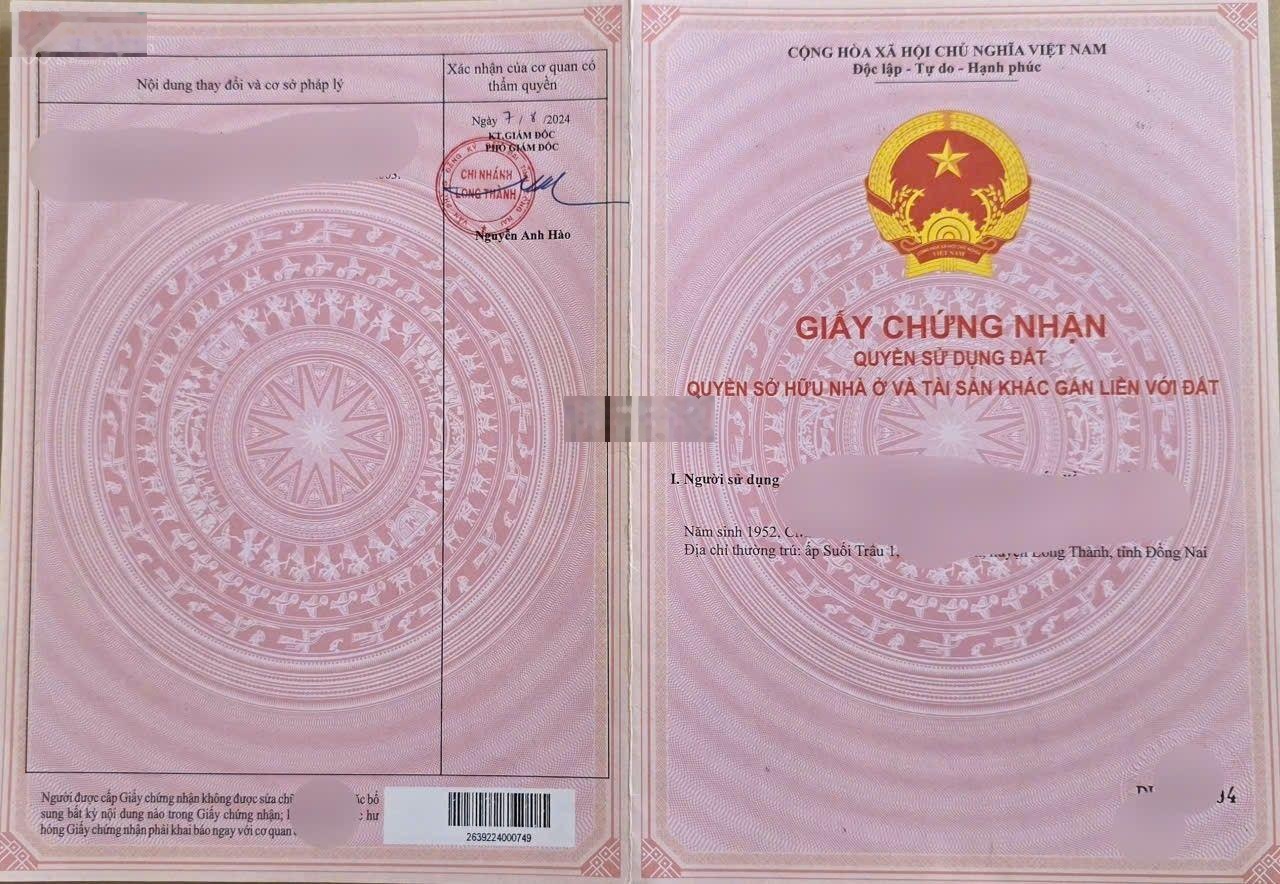 Nội dung thay đổi và cơ sở pháp lý
Xác nhận của cơ quan có
thẩm quyền
Ngày 7 / 8 /2024
KT.GIÁM ĐỐC
PHÓ GIÁM ĐỐC
CHI NHÁNH
LONG THÀNH
Nguyễn Anh Hào
Người được cấp Giấy chứng nhận không được sửa
sung bất kỳ nội dung nào trong Giấy chứng nhận;
hỏng Giấy chứng nhận phải khai báo ngay với cơ quan
2639224000749
CỘNG HÒA XÃ HỘI CHỦ NGHĨA VIỆT NAM
Độc lập - Tự do - Hạnh phúc
VIỆT NAM
GIẤY CHỨNG NHẬN
QUYỀN SỬ DỤNG ĐẤT
QUYỀN SỞ HỮU NHÀ Ở VÀ TÀI SẢN KHÁC GẮN LIỀN VỚI ĐẤT
I. Người sử dụng
Năm sinh 1952,
Địa chỉ thường trú: ấp Suối Trầu 1, huyện Long Thành, tỉnh Đồng Nai